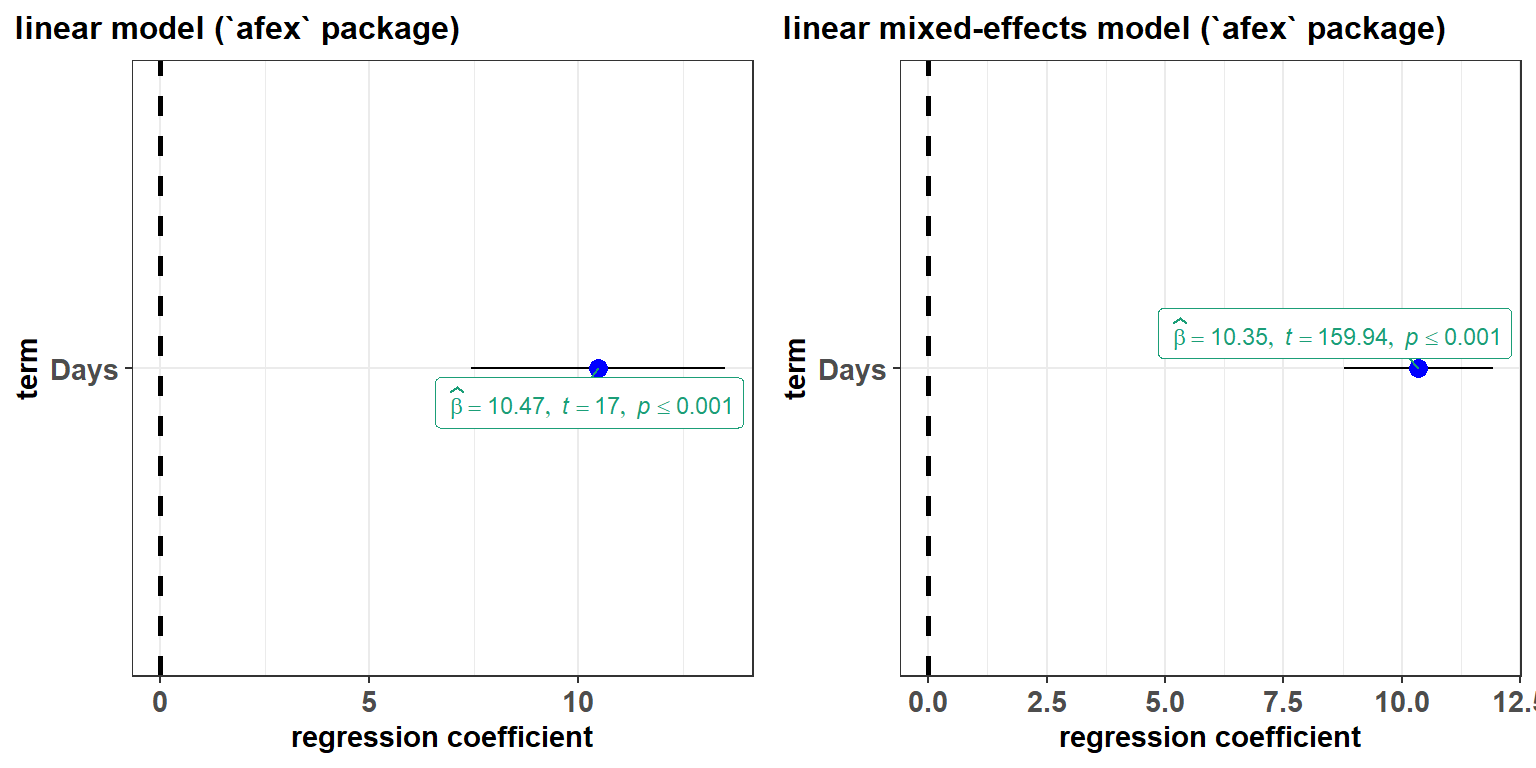 linear model (`afex` package)
term
Days
β̂ = 10.47, t = 17, p ≤ 0.001
0 5 10
regression coefficient
linear mixed-effects model (`afex` package)
term
Days
β̂ = 10.35, t = 159.94, p ≤ 0.001
0.0 2.5 5.0 7.5 10.0 12.5
regression coefficient